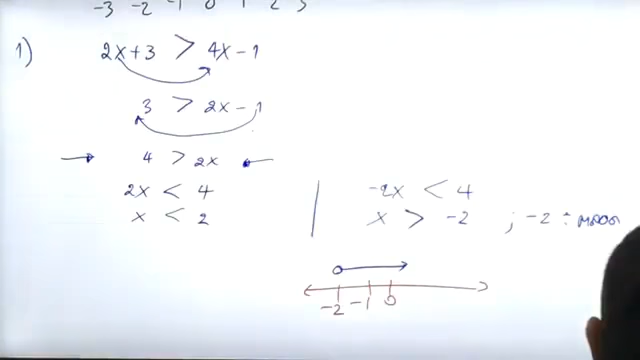 -3 -2 -1 0 1 2 3
1) 2x + 3 > 4x - 1
3 > 2x - 1
4 > 2x
2x < 4
x < 2
-2x < 4
x > -2 ; -2 ÷
-2 -1 0